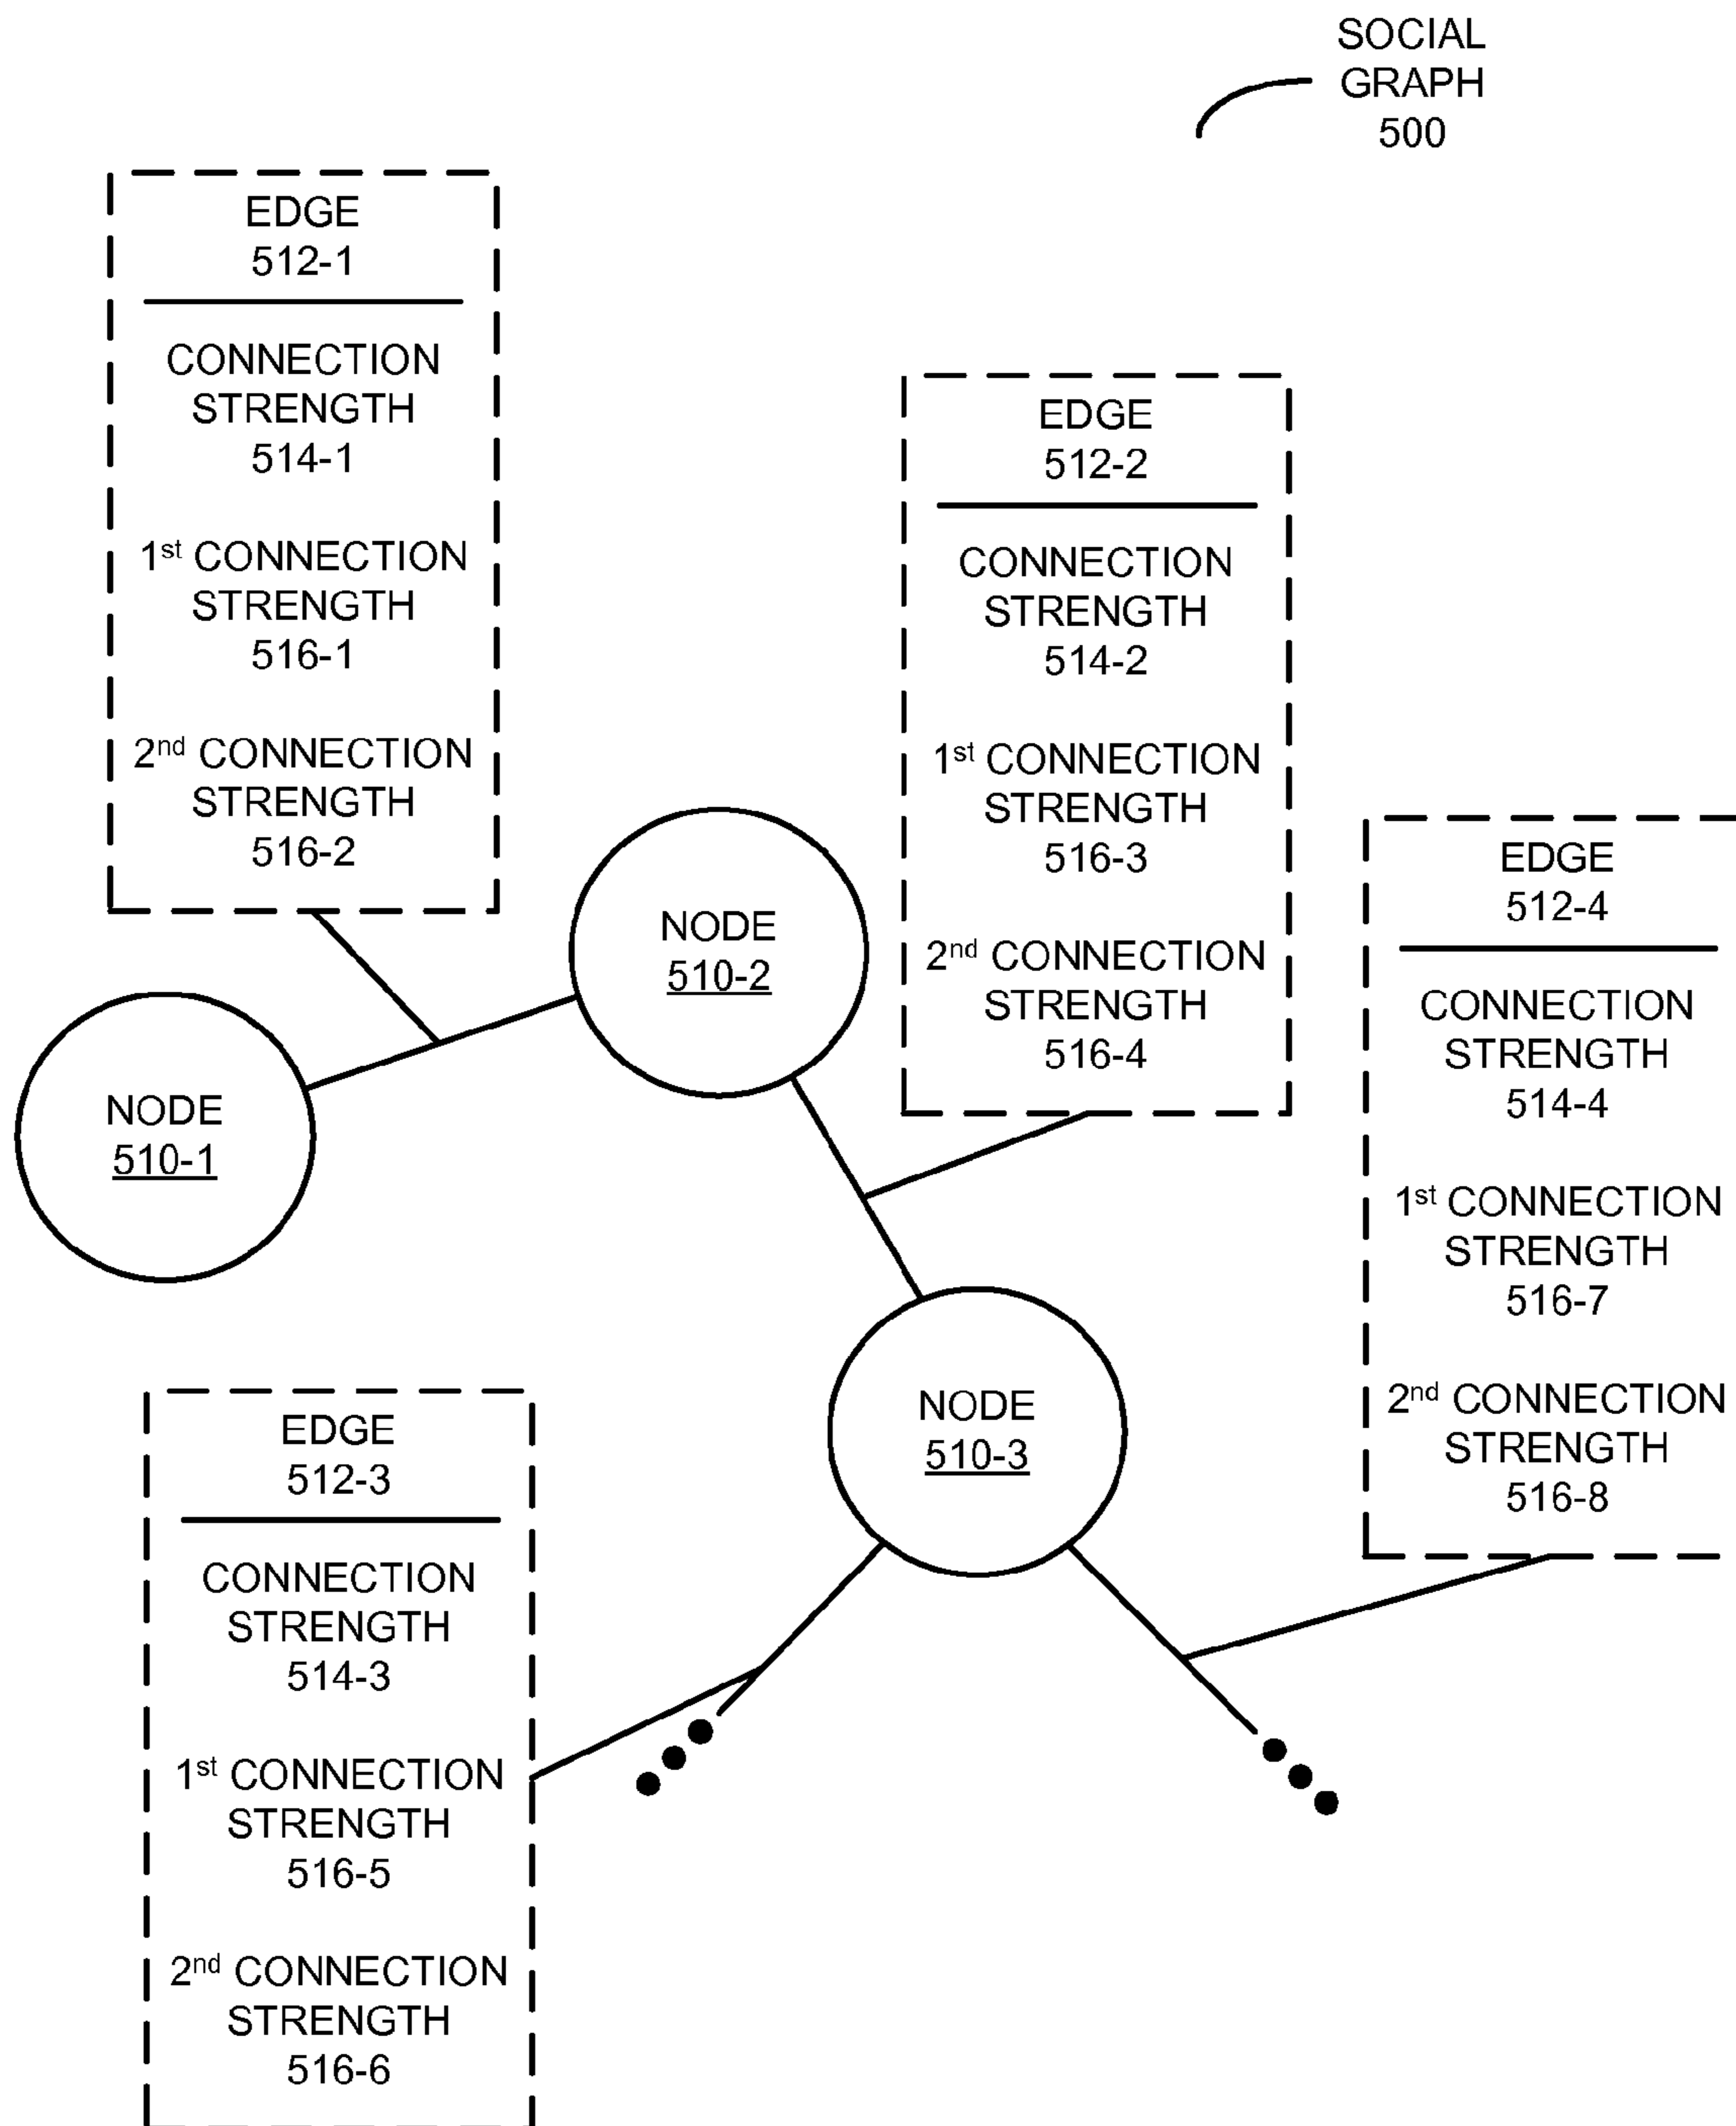 SOCIAL
GRAPH
500
EDGE
512-1
CONNECTION
STRENGTH
514-1
1st CONNECTION
STRENGTH
516-1
2nd CONNECTION
STRENGTH
516-2
EDGE
512-2
CONNECTION
STRENGTH
514-2
1st CONNECTION
STRENGTH
516-3
2nd CONNECTION
STRENGTH
516-4
EDGE
512-4
CONNECTION
STRENGTH
514-4
1st CONNECTION
STRENGTH
516-7
2nd CONNECTION
STRENGTH
516-8
NODE
510-2
NODE
510-1
NODE
510-3
EDGE
512-3
CONNECTION
STRENGTH
514-3
1st CONNECTION
STRENGTH
516-5
2nd CONNECTION
STRENGTH
516-6